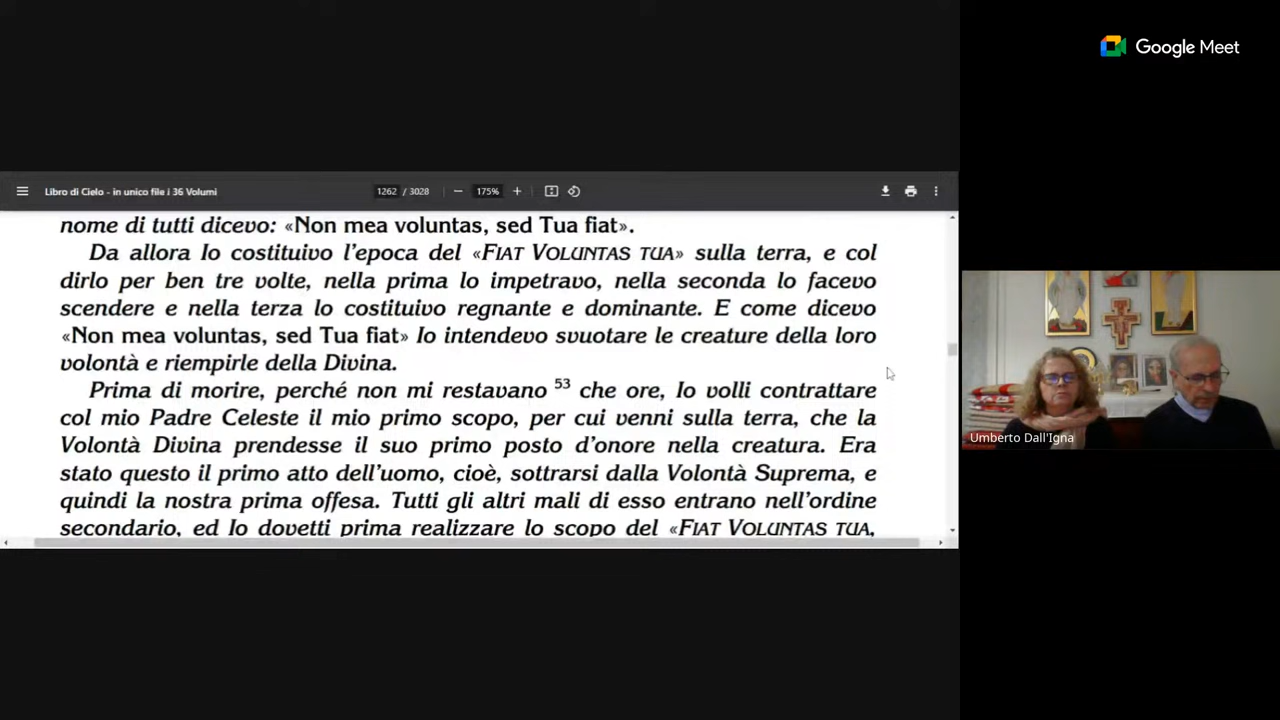 Google Meet
Libro di Cielo - in unico file i 36 Volumi
1262 / 3028
175%
nome di tutti dicevo: «Non mea voluntas, sed Tua fiat».
Da allora Io costituivo l'epoca del «FIAT VOLUNTAS TUA» sulla terra, e col
dirlo per ben tre volte, nella prima lo impetravo, nella seconda lo facevo
scendere e nella terza lo costituivo regnante e dominante. E come dicevo
«Non mea voluntas, sed Tua fiat» Io intendevo svuotare le creature della loro
volontà e riempirle della Divina.
Prima di morire, perché non mi restavano 53 che ore, Io volli contrattare
col mio Padre Celeste il mio primo scopo, per cui venni sulla terra, che la
Volontà Divina prendesse il suo primo posto d'onore nella creatura. Era
stato questo il primo atto dell'uomo, cioè, sottrarsi dalla Volontà Suprema, e
quindi la nostra prima offesa. Tutti gli altri mali di esso entrano nell'ordine
secondario, ed Io dovetti prima realizzare lo scopo del «FIAT VOLUNTAS TUA,
Umberto Dall'Igna